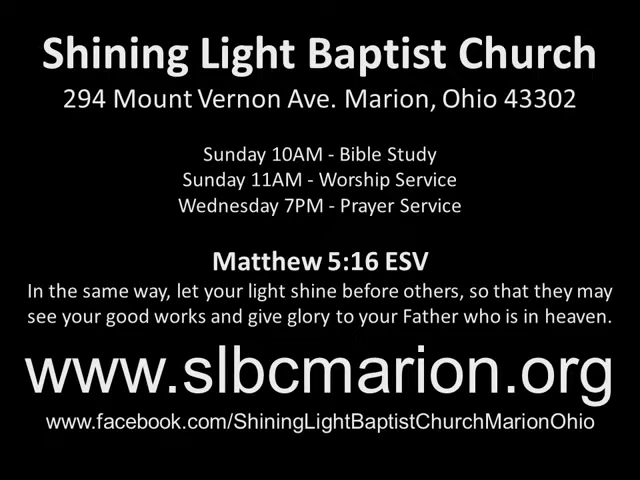 Shining Light Baptist Church
294 Mount Vernon Ave. Marion, Ohio 43302
Sunday 10AM - Bible Study
Sunday 11AM - Worship Service
Wednesday 7PM - Prayer Service
Matthew 5:16 ESV
In the same way, let your light shine before others, so that they may
see your good works and give glory to your Father who is in heaven.
www.slbcmarion.org
www.facebook.com/ShiningLightBaptistChurchMarionOhio